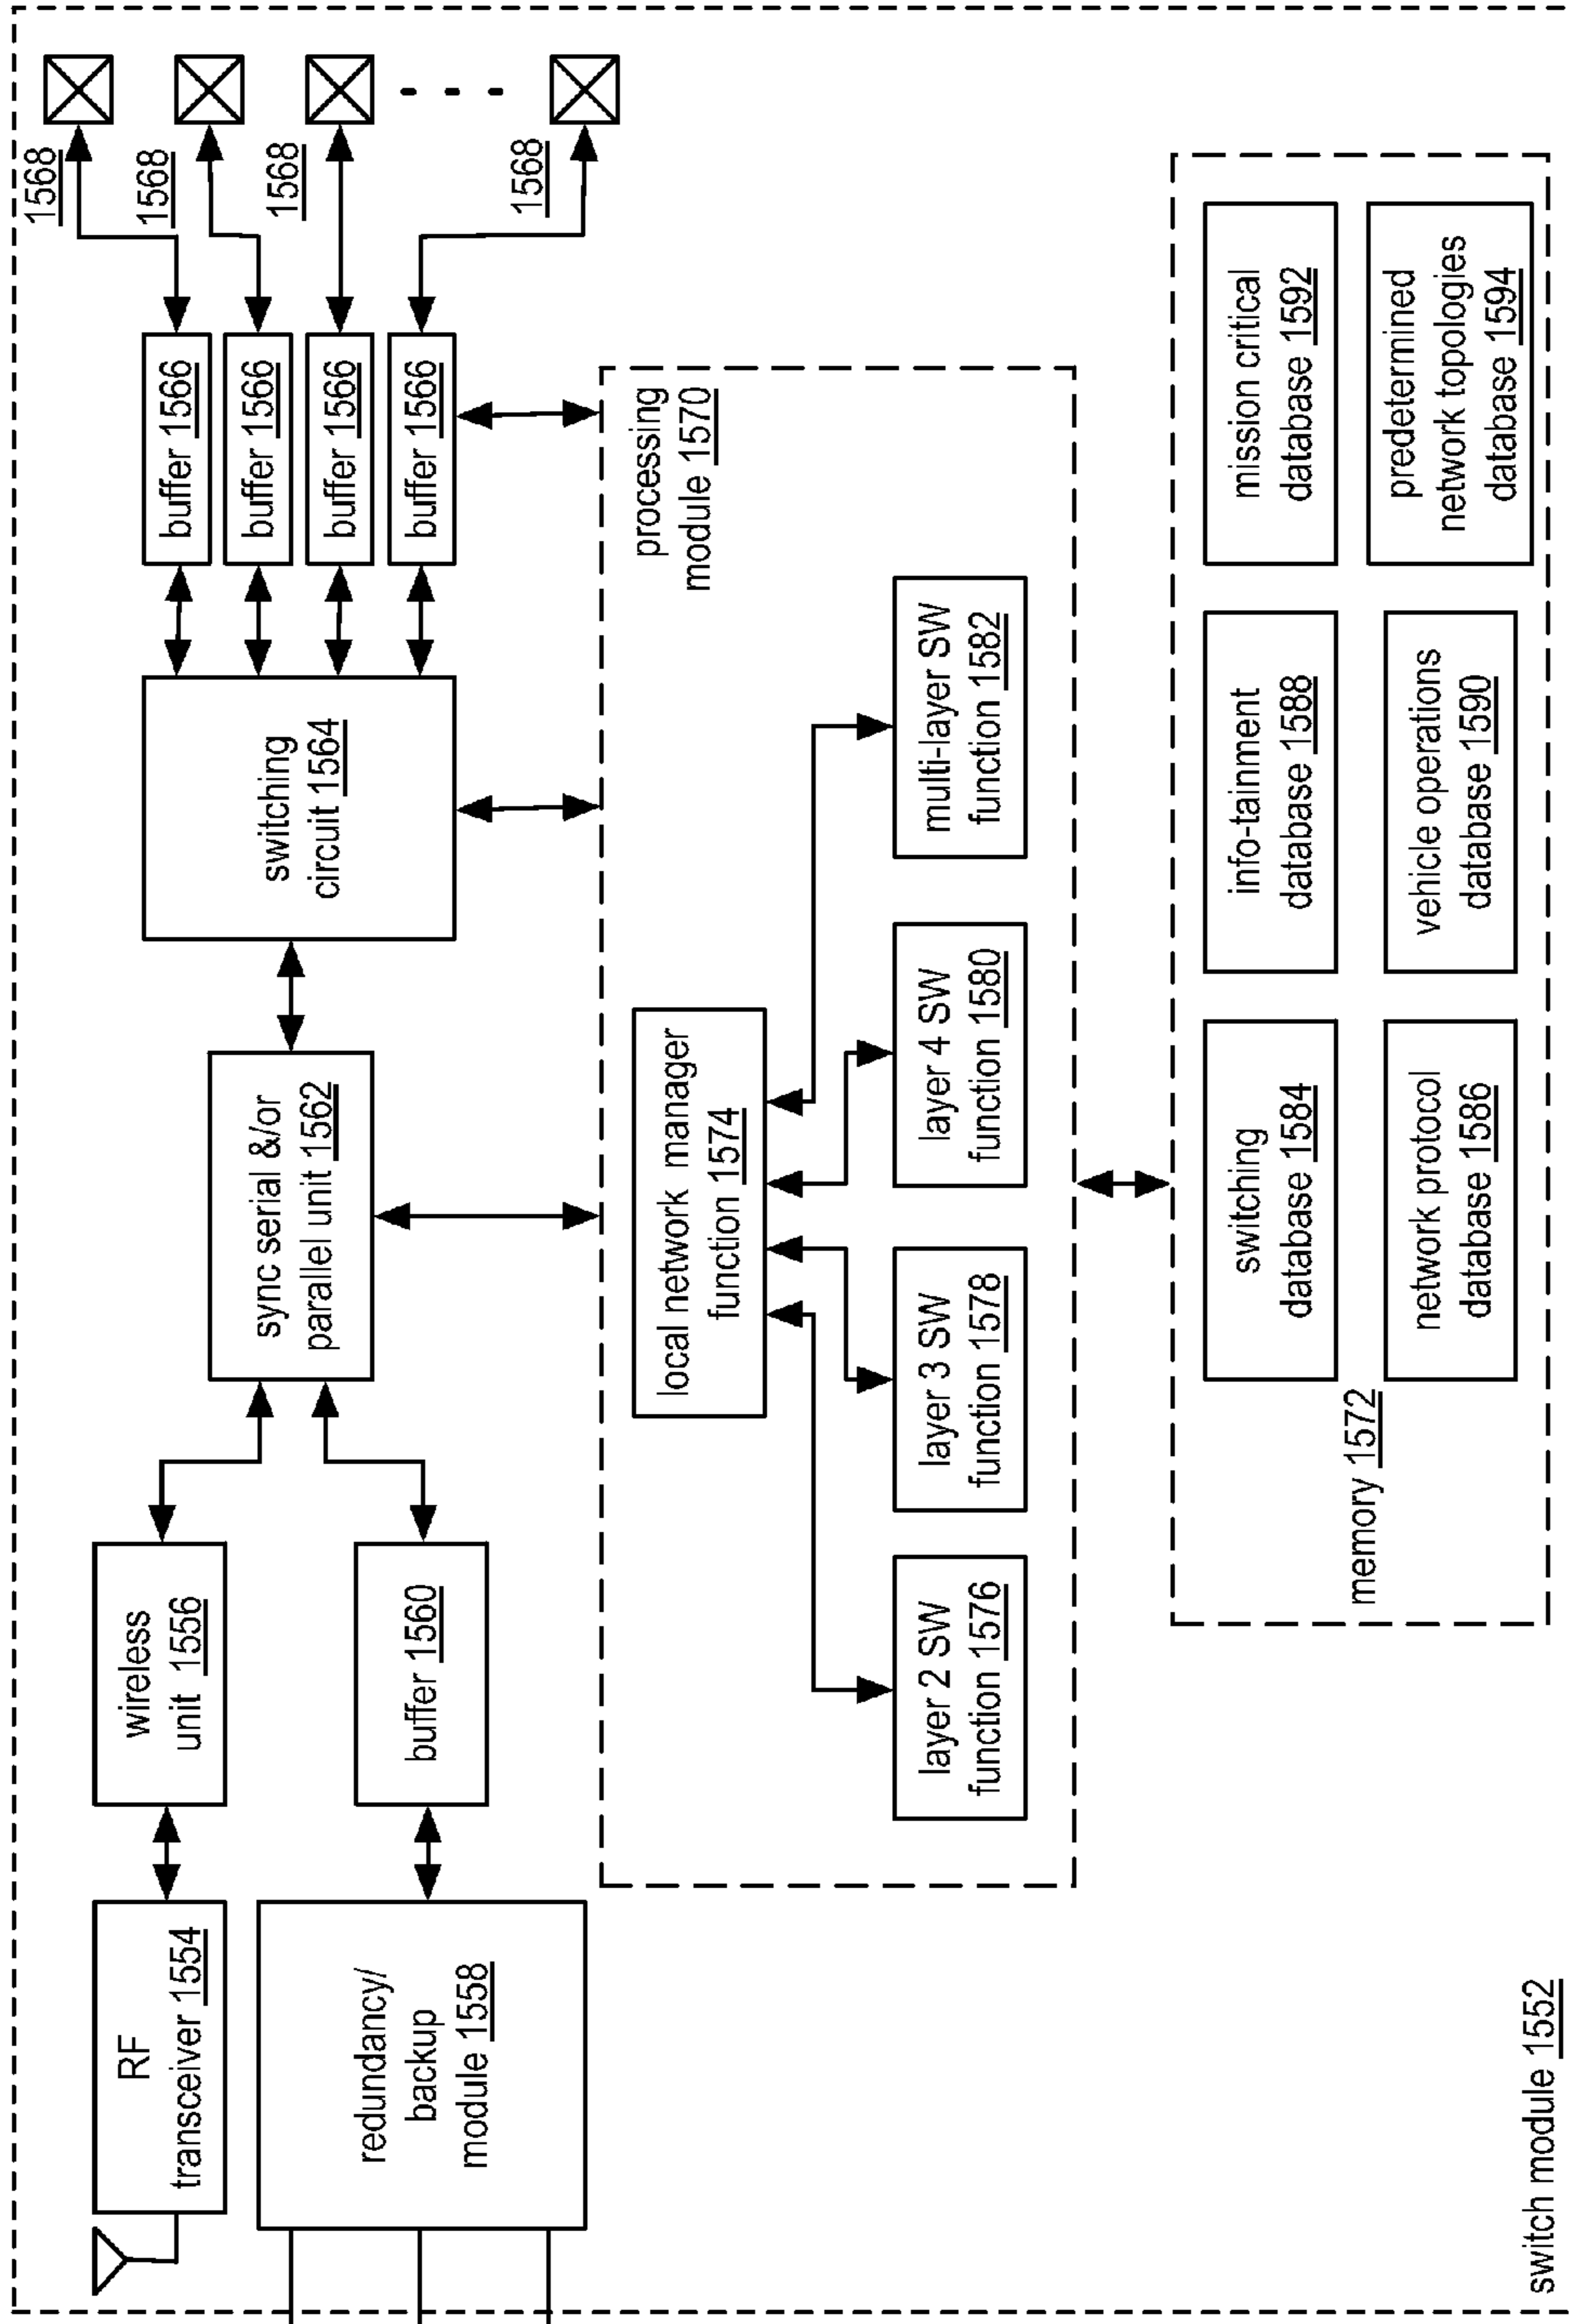 RF
transceiver 1554
wireless
unit 1556
redundancy/
backup
module 1558
buffer 1560
sync serial &/or
parallel unit 1562
switching
circuit 1564
buffer 1566
buffer 1566
buffer 1566
buffer 1566
1568
1568
1568
1568
processing
module 1570
local network manager
function 1574
layer 2 SW
function 1576
layer 3 SW
function 1578
layer 4 SW
function 1580
multi-layer SW
function 1582
memory 1572
switching
database 1584
info-tainment
database 1588
mission critical
database 1592
network protocol
database 1586
vehicle operations
database 1590
predetermined
network topologies
database 1594
switch module 1552